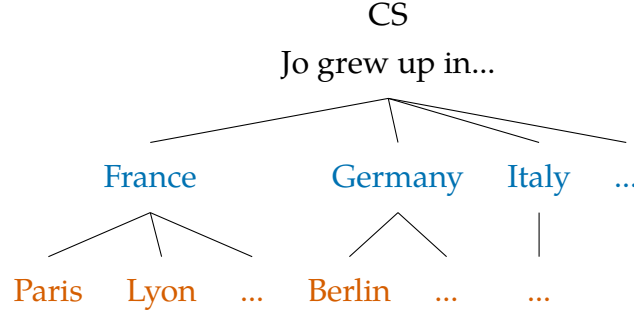 CS
Jo grew up in...
France Germany Italy ...
Paris Lyon ... Berlin ... ...